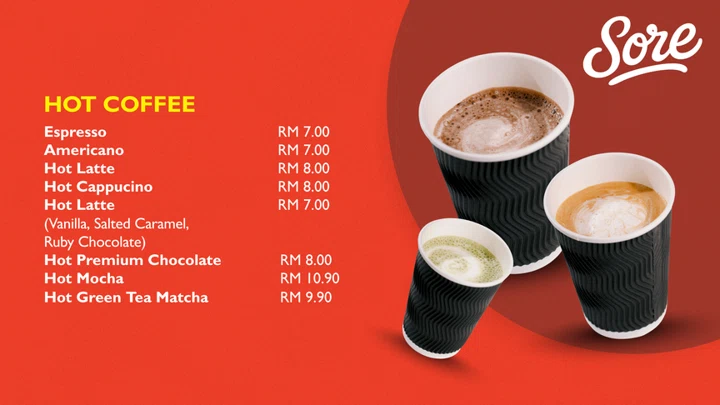 Sore
HOT COFFEE
Espresso RM 7.00
Americano RM 7.00
Hot Latte RM 8.00
Hot Cappucino RM 8.00
Hot Latte RM 7.00
(Vanilla, Salted Caramel,
Ruby Chocolate)
Hot Premium Chocolate RM 8.00
Hot Mocha RM 10.90
Hot Green Tea Matcha RM 9.90